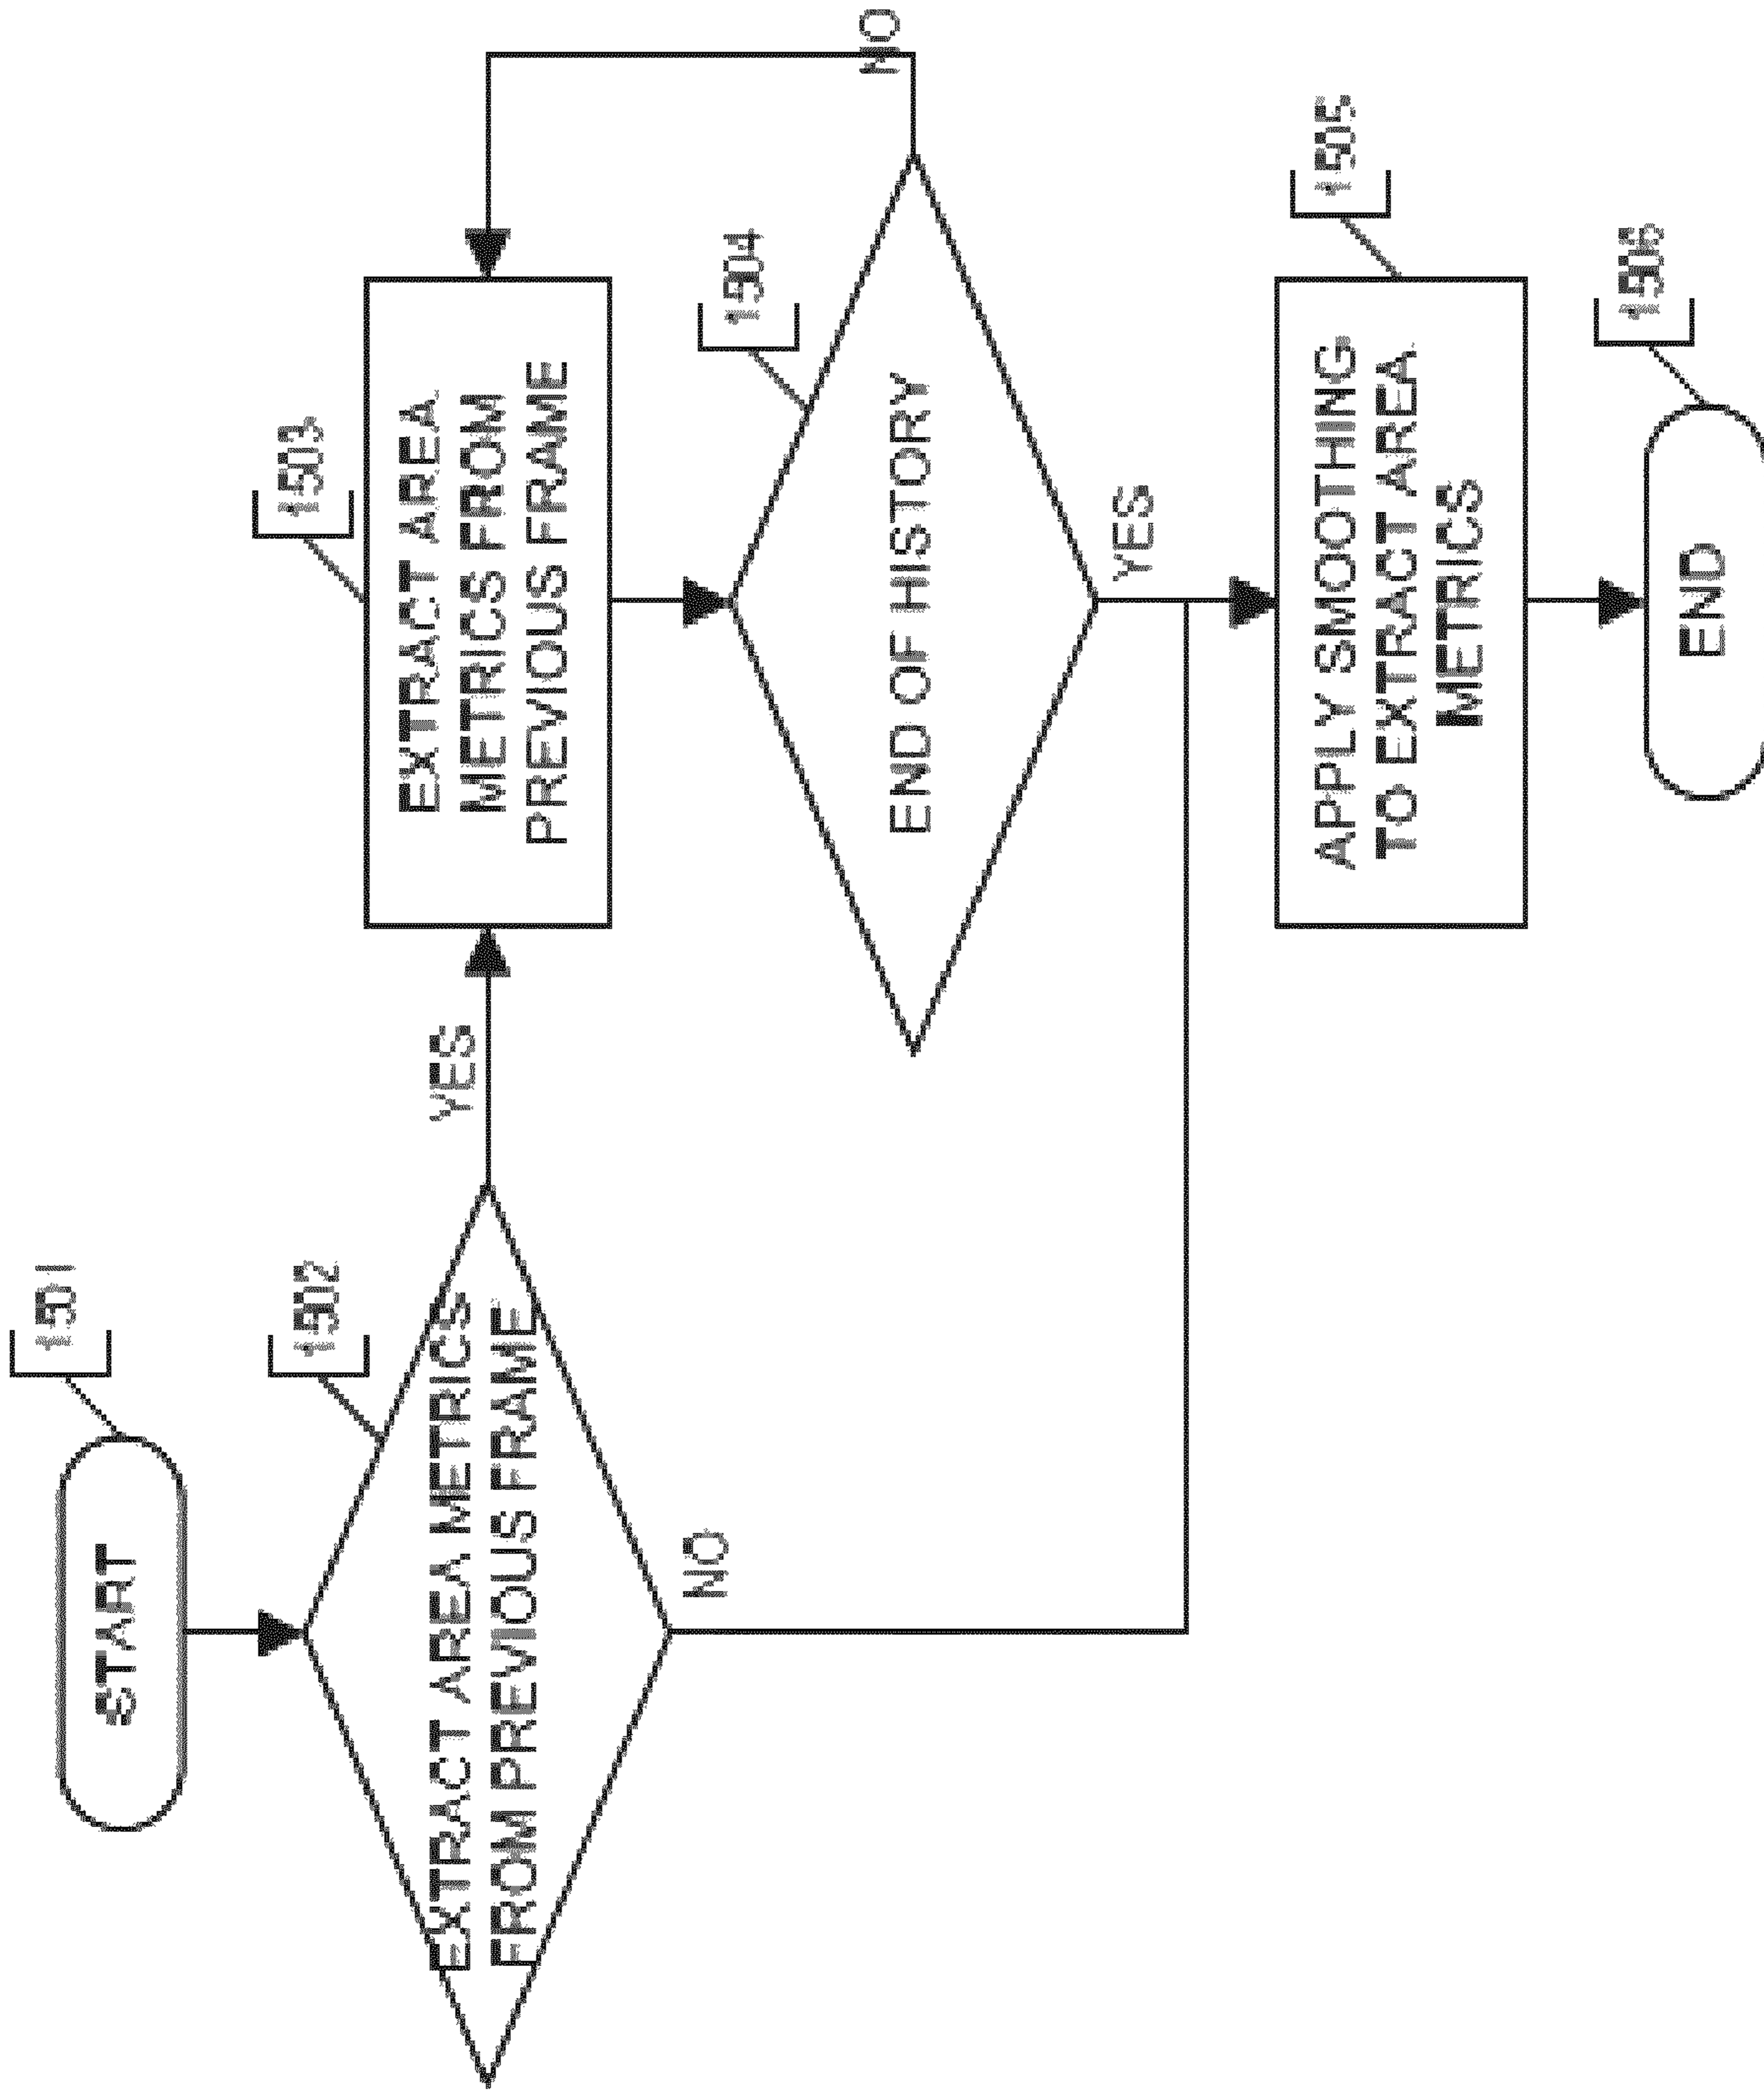 1501
START
1502
EXTRACT AREA METRICS
FROM PREVIOUS FRAME
YES
NO
1503
EXTRACT AREA
METRICS FROM
PREVIOUS FRAME
1504
END OF HISTORY
NO
YES
1505
APPLY SMOOTHING
TO EXTRACT AREA
METRICS
1506
END